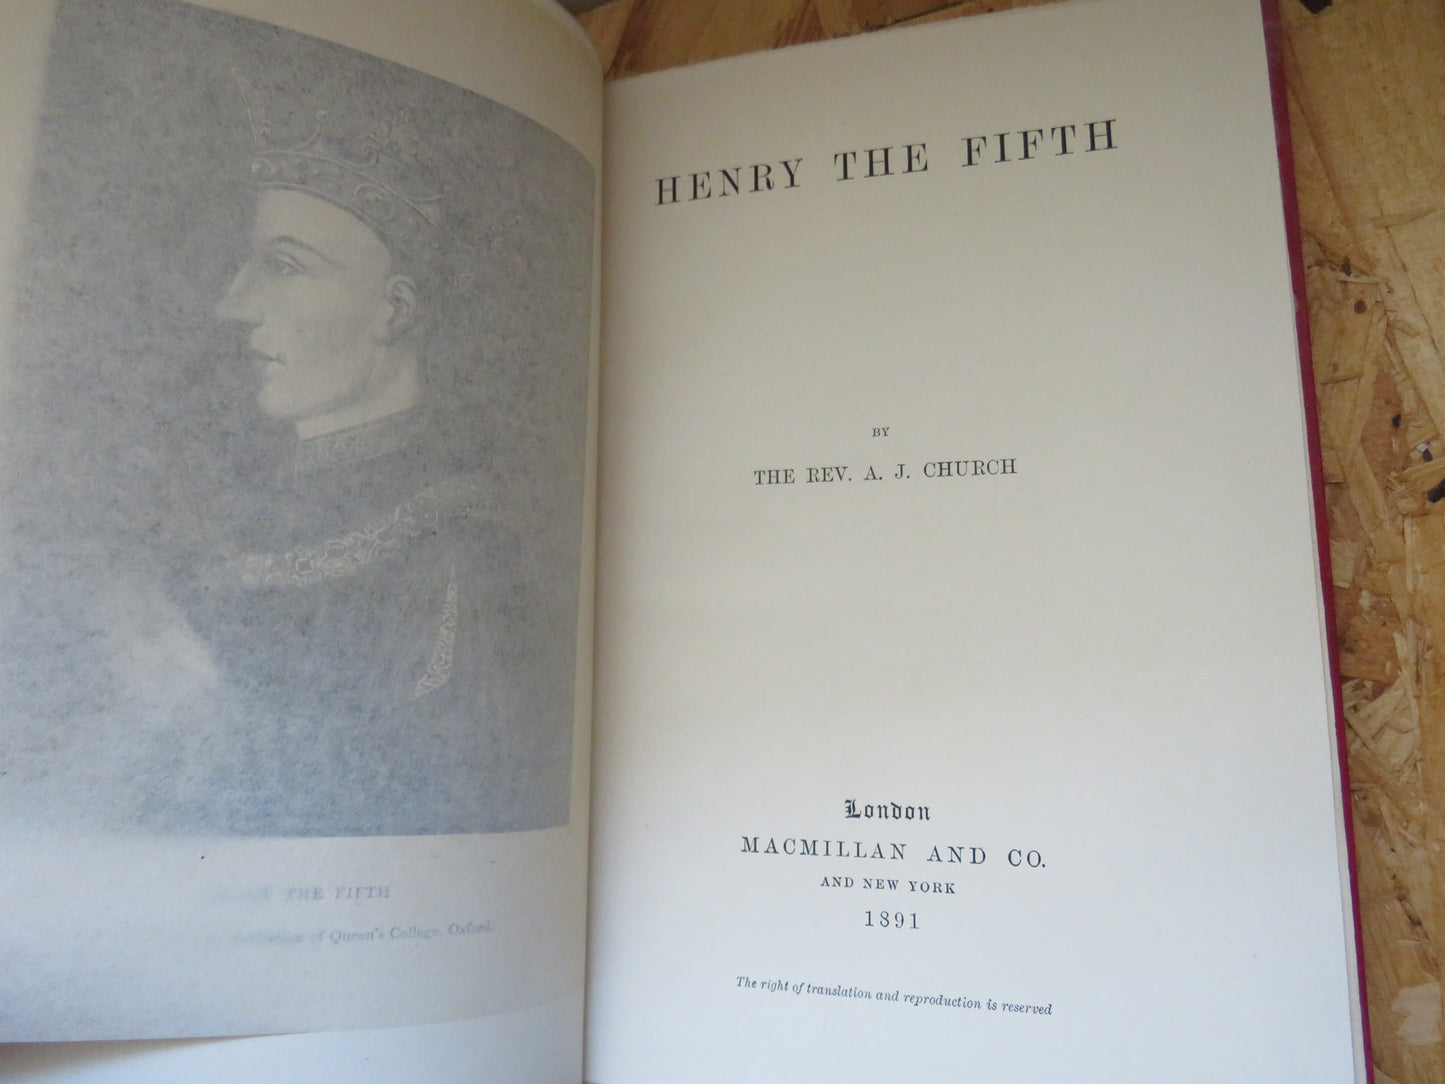 THE FIFTH
of Queen's College, Oxford.
HENRY THE FIFTH
BY
THE REV. A. J. CHURCH
London
MACMILLAN AND CO.
AND NEW YORK
1891
The right of translation and reproduction is reserved